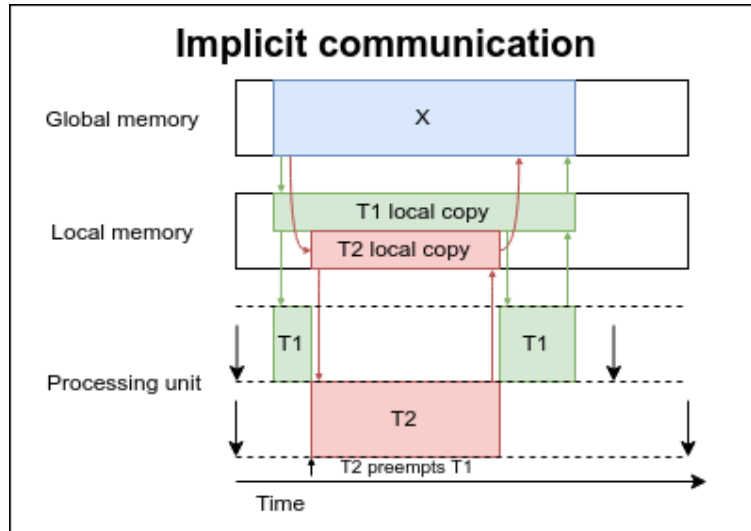 Implicit communication
Global memory
X
T1 local copy
Local memory
T2 local copy
T1
T1
Processing unit
T2
T2 preempts T1
Time